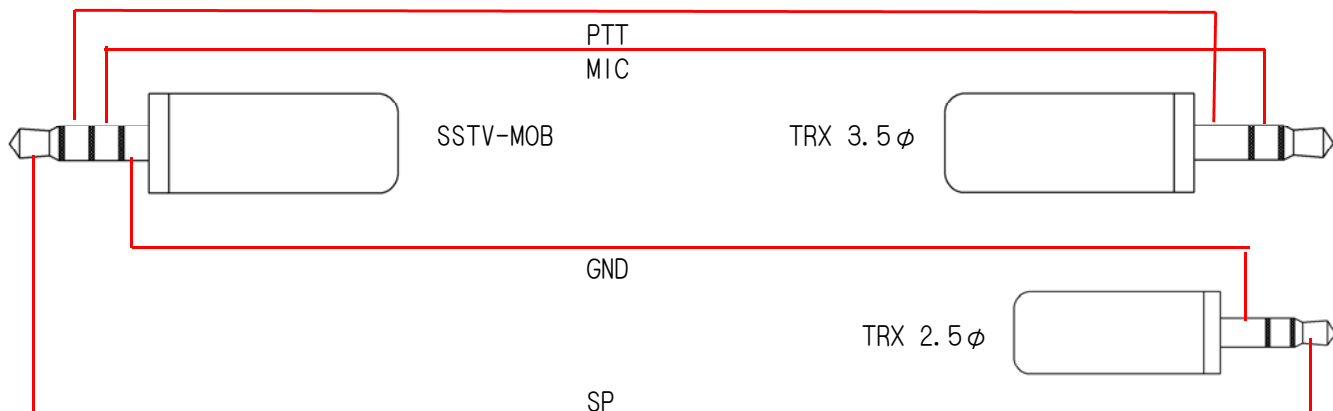 PTT
MIC
SSTV-MOB
TRX 3.5φ
GND
TRX 2.5φ
SP